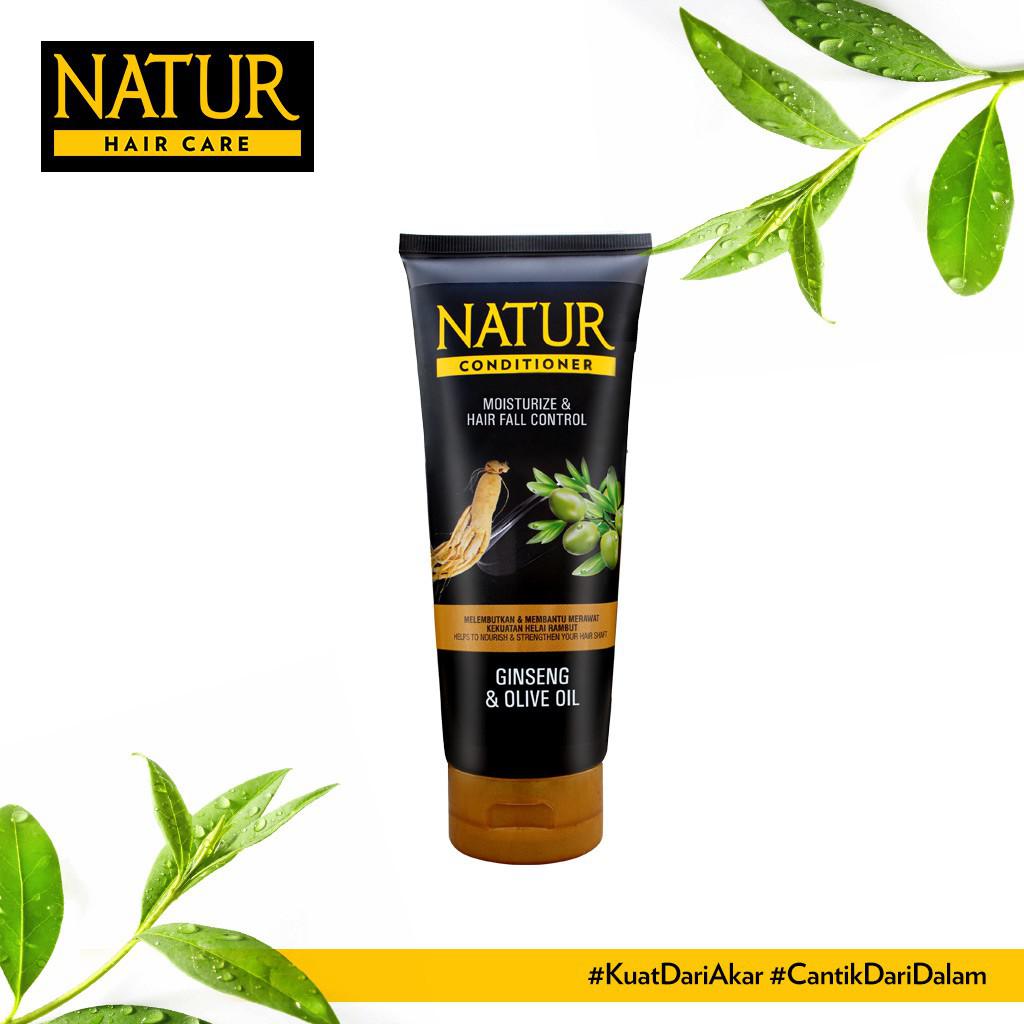 NATUR
HAIR CARE
NATUR
CONDITIONER
MOISTURIZE &
HAIR FALL CONTROL
MELEMBUTKAN & MEMBANTU MERAWAT
KEKUATAN HELAI RAMBUT
HELPS TO NOURISH & STRENGTHEN YOUR HAIR SHAFT
GINSENG
& OLIVE OIL
#KuatDariAkar #CantikDariDalam